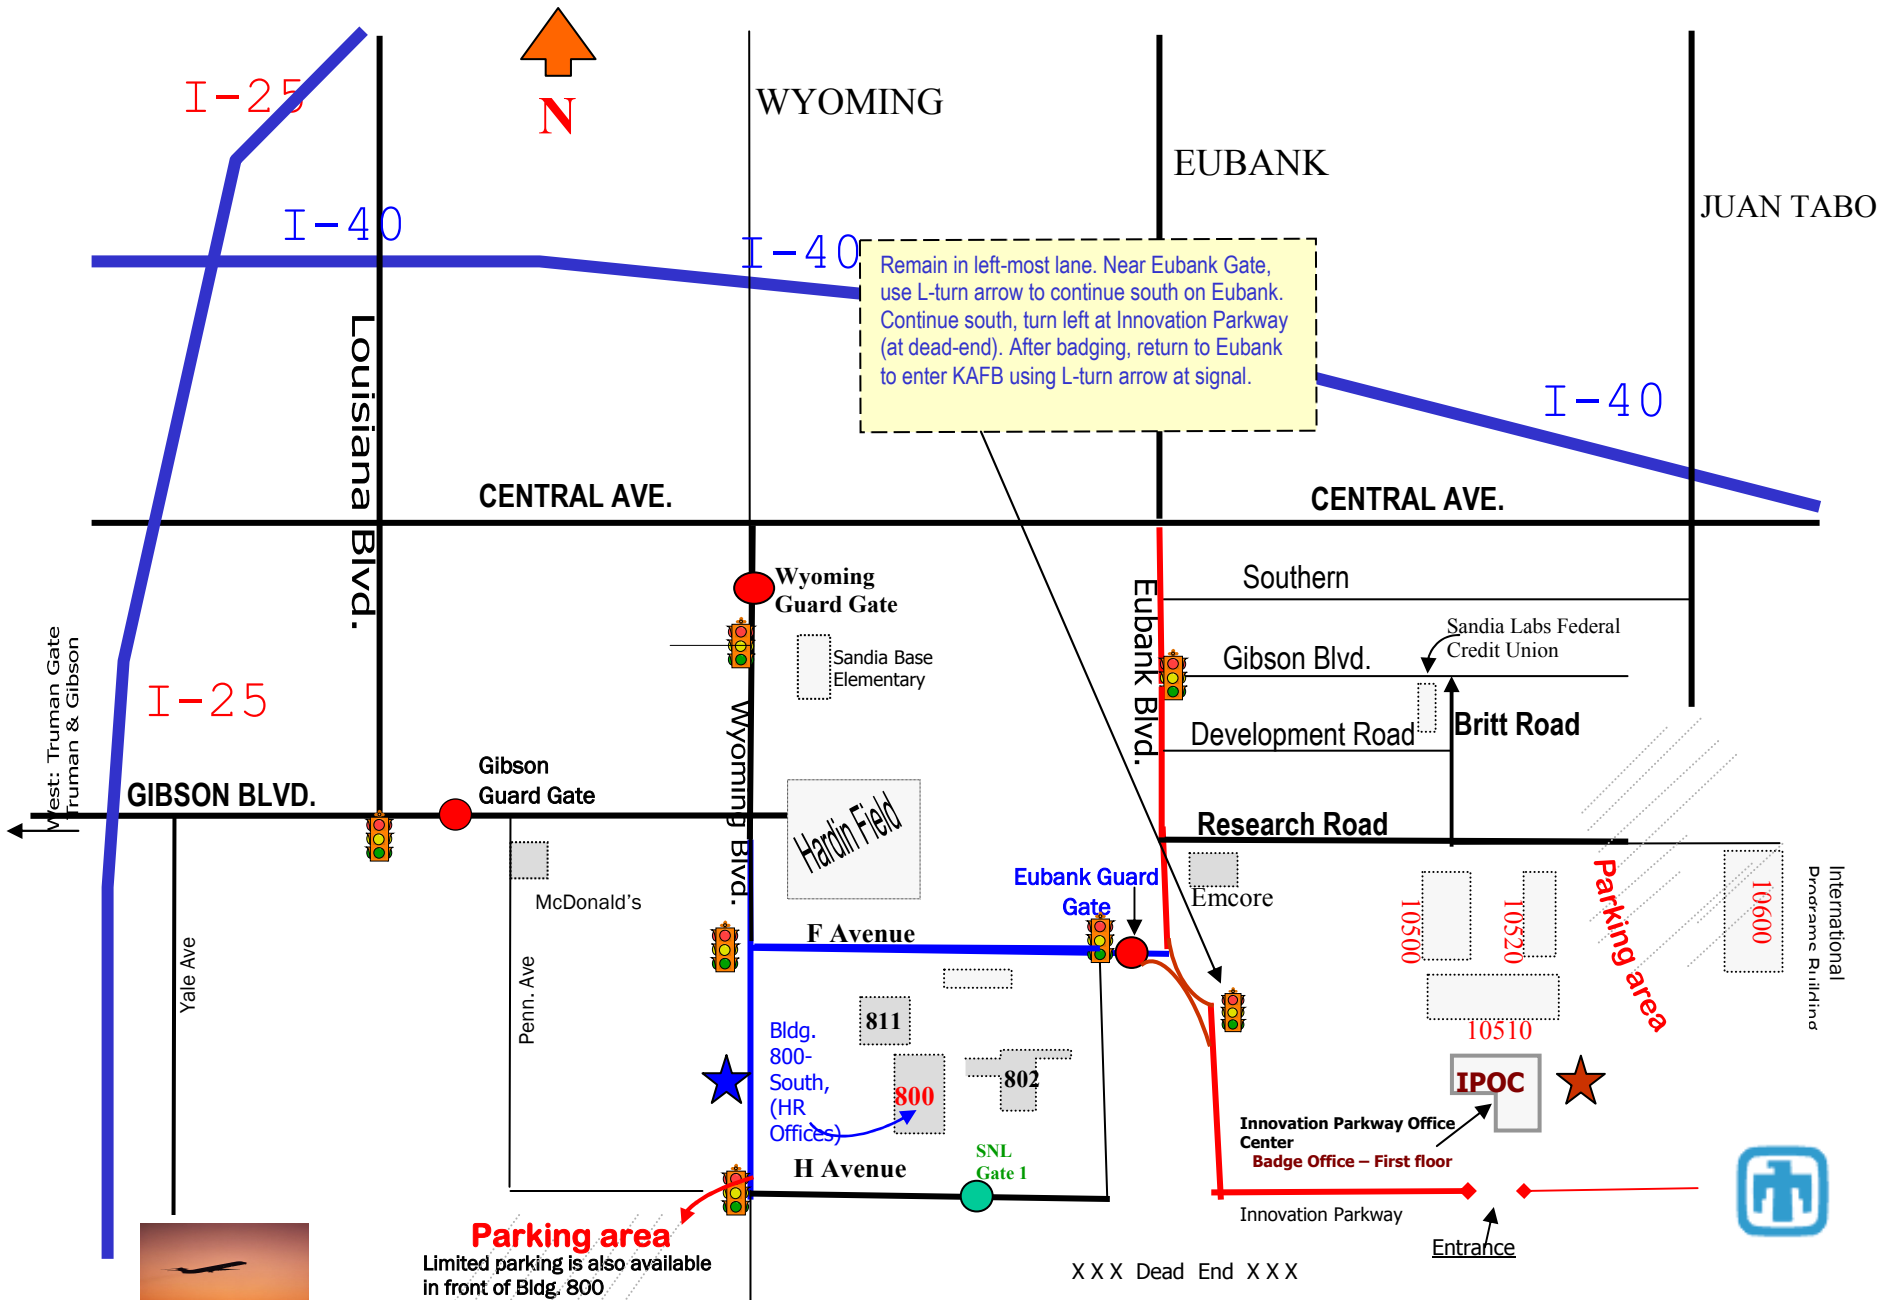 I-25
N
WYOMING
EUBANK
JUAN TABO
I-40
I-40
I-40
Remain in left-most lane. Near Eubank Gate,
use L-turn arrow to continue south on Eubank.
Continue south, turn left at Innovation Parkway
(at dead-end). After badging, return to Eubank
to enter KAFB using L-turn arrow at signal.
Louisiana Blvd.
CENTRAL AVE.
CENTRAL AVE.
Wyoming
Guard Gate
Sandia Base
Elementary
Eubank Blvd.
Southern
Sandia Labs Federal
Credit Union
Gibson Blvd.
Britt Road
Development Road
I-25
West: Truman Gate
Truman & Gibson
GIBSON BLVD.
Gibson
Guard Gate
Wyoming Blvd.
Hardin Field
Research Road
McDonald's
Eubank Guard
Gate
Emcore
Yale Ave
Penn. Ave
F Avenue
10500
10520
Parking area
10600
International
Programs Building
10510
811
Bldg.
800-
South,
(HR
Offices)
800
802
IPOC
Innovation Parkway Office
Center
Badge Office – First floor
SNL
Gate 1
H Avenue
Innovation Parkway
Entrance
Parking area
Limited parking is also available
in front of Bldg. 800
X X X Dead End X X X